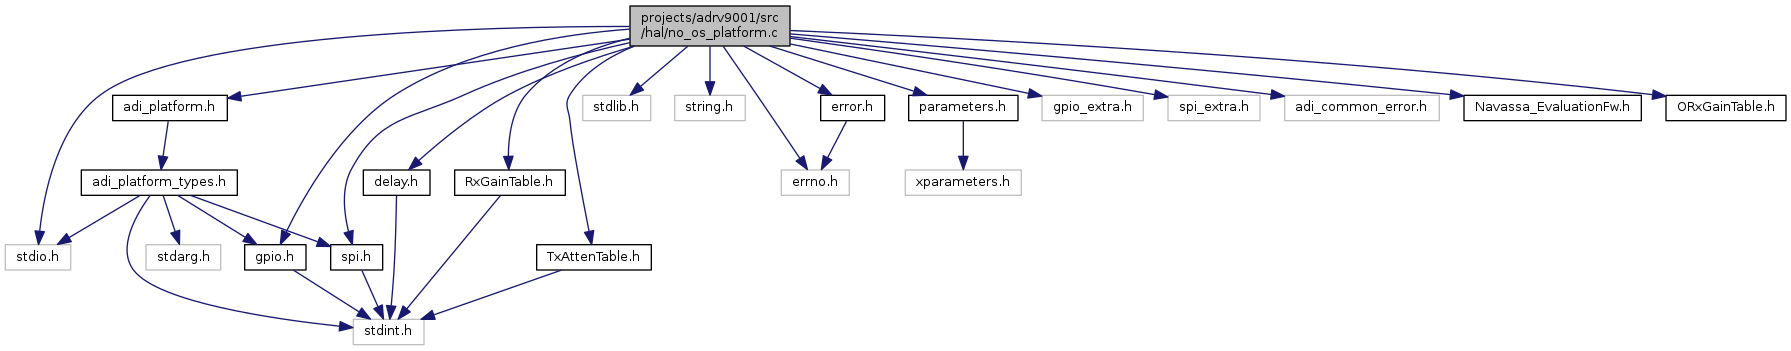 projects/adrv9001/src
/hal/no_os_platform.c
adi_platform.h
stdlib.h
string.h
error.h
parameters.h
gpio_extra.h
spi_extra.h
adi_common_error.h
Navassa_EvaluationFw.h
ORxGainTable.h
adi_platform_types.h
delay.h
RxGainTable.h
errno.h
xparameters.h
stdio.h
stdarg.h
gpio.h
spi.h
TxAttenTable.h
stdint.h